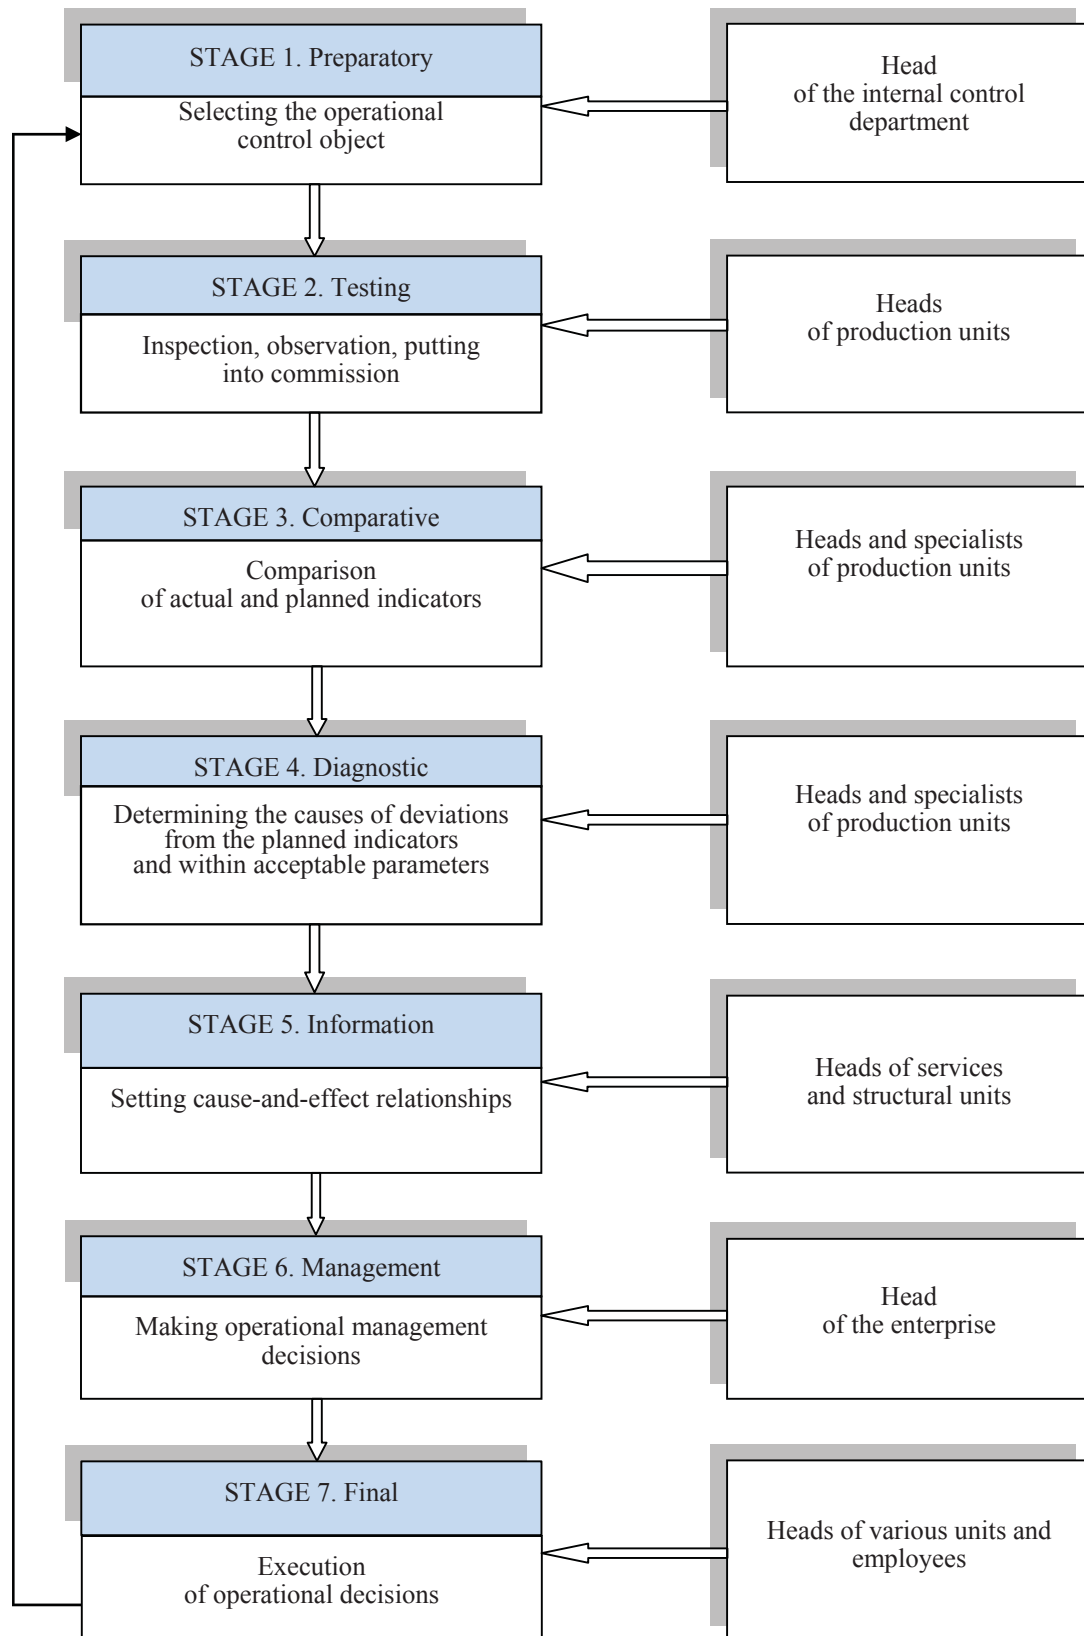 STAGE 1. Preparatory
Selecting the operational
control object
Head
of the internal control
department
STAGE 2. Testing
Inspection, observation, putting
into commission
Heads
of production units
STAGE 3. Comparative
Comparison
of actual and planned indicators
Heads and specialists
of production units
STAGE 4. Diagnostic
Determining the causes of deviations
from the planned indicators
and within acceptable parameters
Heads and specialists
of production units
STAGE 5. Information
Setting cause-and-effect relationships
Heads of services
and structural units
STAGE 6. Management
Making operational management
decisions
Head
of the enterprise
STAGE 7. Final
Execution
of operational decisions
Heads of various units and
employees